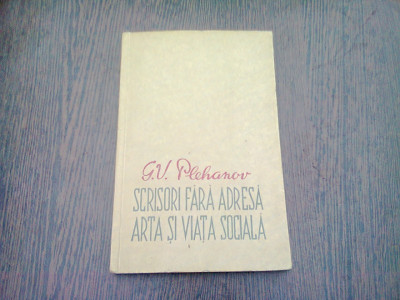 G.V. Plehanov
SCRISORI FĂRĂ ADRESĂ
ARTA ȘI VIAȚA SOCIALĂ